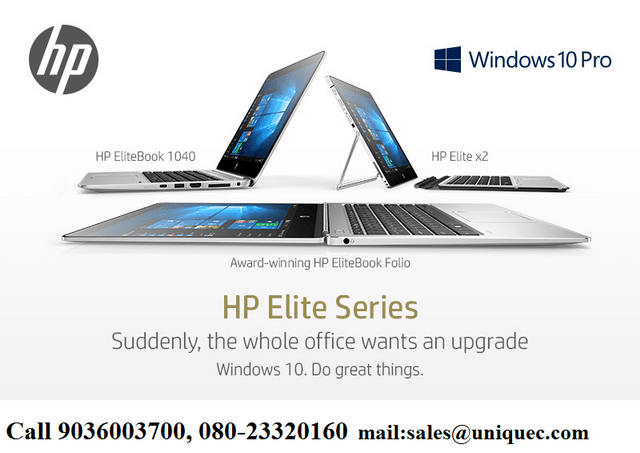 hp
Windows 10 Pro
HP EliteBook 1040
HP Elite x2
Award-winning HP EliteBook Folio
HP Elite Series
Suddenly, the whole office wants an upgrade
Windows 10. Do great things.
Call 9036003700, 080-23320160 mail:sales@uniquec.com